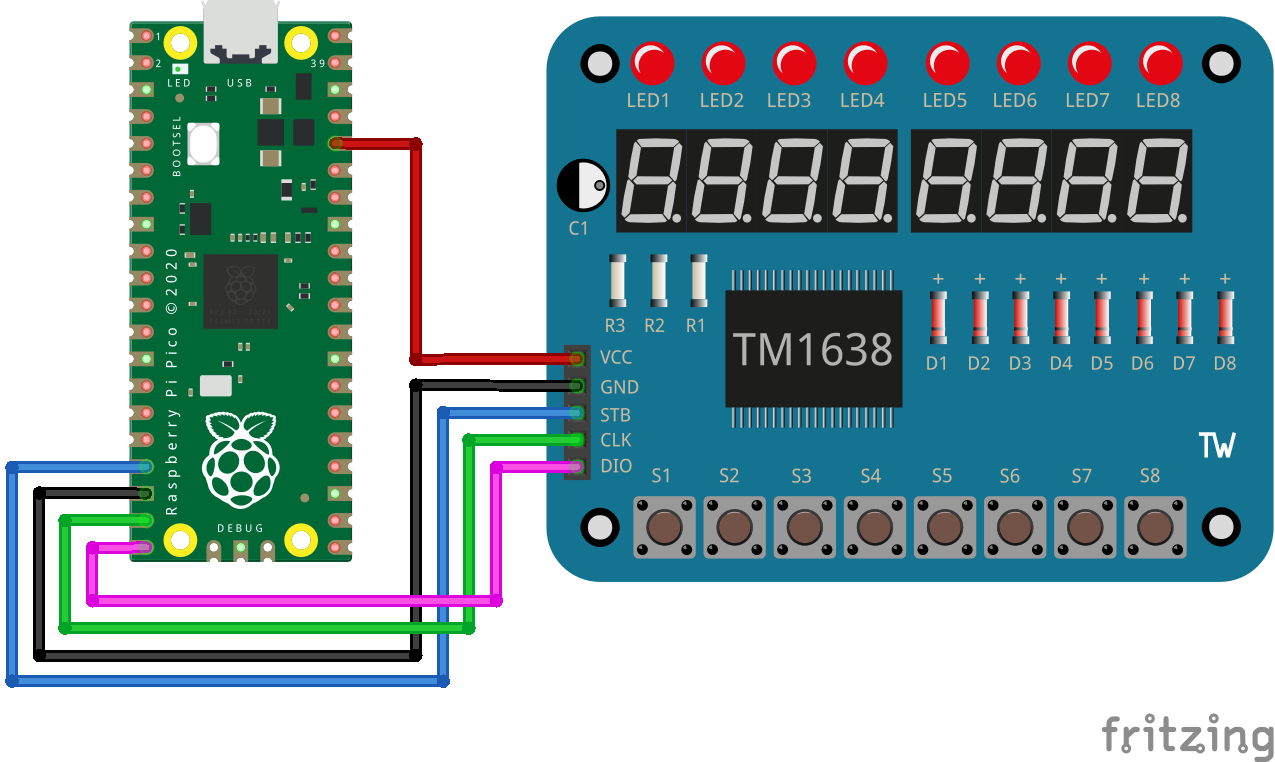 1
2
39
LED
USB
BOOTSEL
Raspberry Pi Pico ©2020
DEBUG
LED1 LED2 LED3 LED4 LED5 LED6 LED7 LED8
C1
R3 R2 R1
TM1638
+ + + + + + + +
D1 D2 D3 D4 D5 D6 D7 D8
VCC
GND
STB
CLK
DIO
TW
S1 S2 S3 S4 S5 S6 S7 S8
fritzing